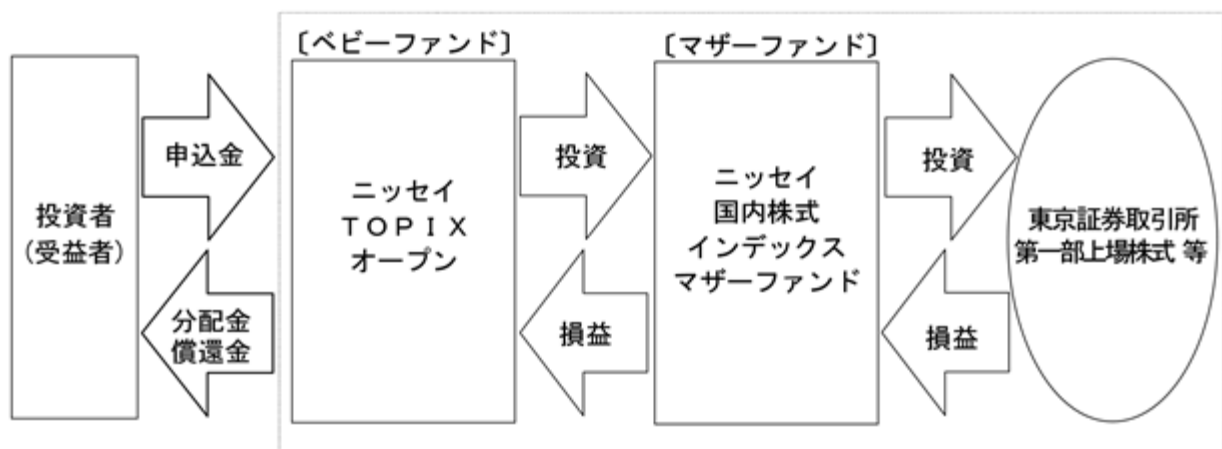 〔ベビーファンド〕
〔マザーファンド〕
投資者
(受益者)
申込金
分配金
償還金
ニッセイ
ＴＯＰＩＸ
オープン
投資
損益
ニッセイ
国内株式
インデックス
マザーファンド
投資
損益
東京証券取引所
第一部上場株式 等